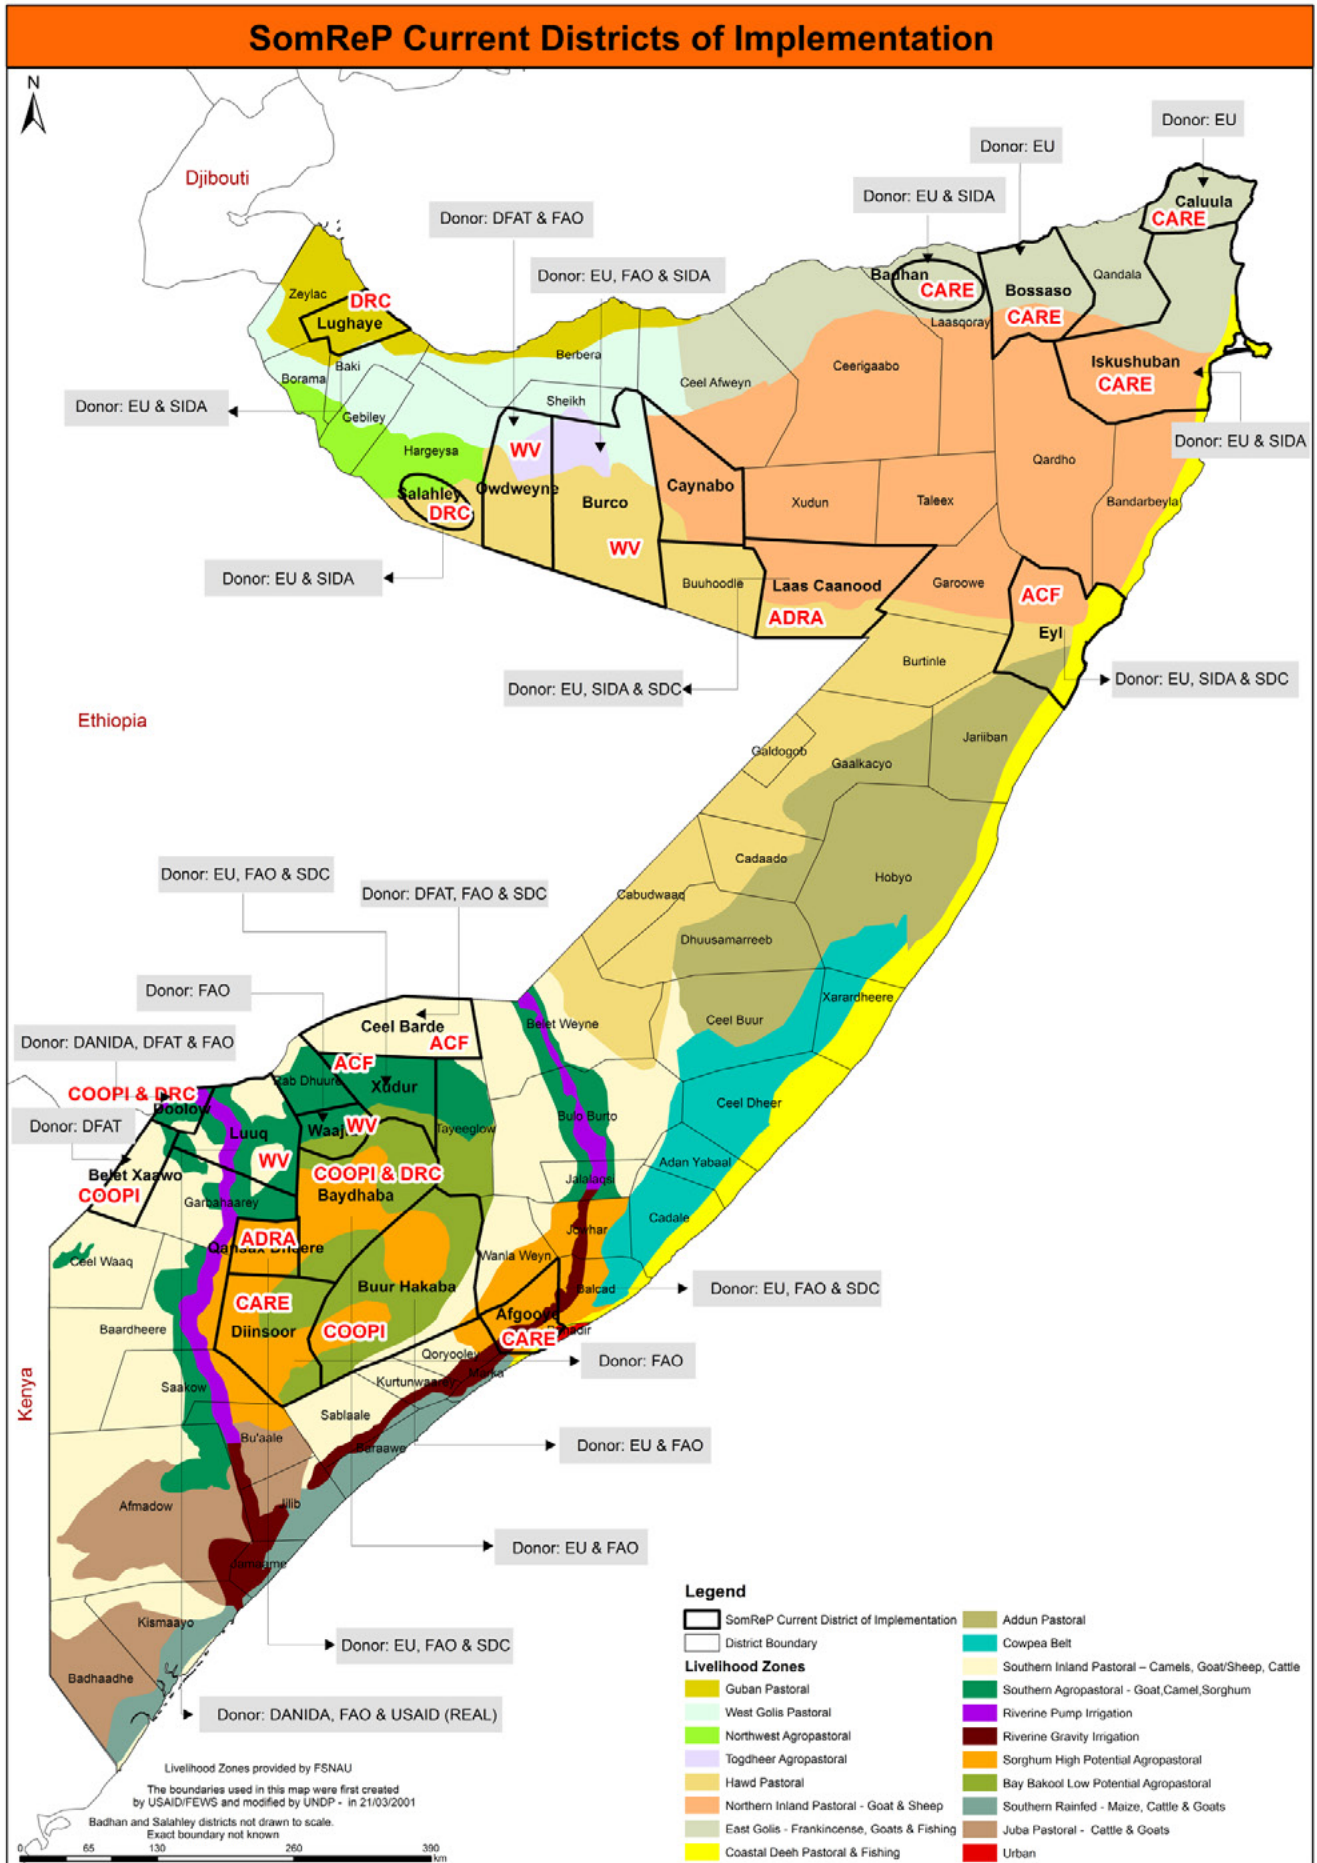 SomReP Current Districts of Implementation
N
Donor: EU
Donor: EU
Djibouti
Donor: EU & SIDA
Caluula
CARE
Donor: DFAT & FAO
Donor: EU, FAO & SIDA
Badhan
CARE
Qandala
Bossaso
CARE
Zeylac
DRC
Lughaye
Laasqoray
Berbera
Baki
Borama
Ceel Afweyn
Ceerigaabo
Iskushuban
CARE
Donor: EU & SIDA
Gebiley
Sheikh
Donor: EU & SIDA
Hargeysa
WV
Qardho
Salahley
DRC
Owdweyne
Burco
WV
Caynabo
Xudun
Taleex
Bandarbeyla
Donor: EU & SIDA
Buuhoodle
Laas Caanood
ADRA
Garoowe
ACF
Eyl
Burtinle
Donor: EU, SIDA & SDC
Donor: EU, SIDA & SDC
Ethiopia
Jariiban
Galdogob
Gaalkacyo
Cadaado
Hobyo
Donor: EU, FAO & SDC
Donor: DFAT, FAO & SDC
Cabudwaaq
Dhuusamarreeb
Donor: FAO
Xarardheere
Ceel Barde
ACF
Belet Weyne
Ceel Buur
Donor: DANIDA, DFAT & FAO
ACF
Rab Dhuure
Xudur
COOPI & DRC
Doolow
Ceel Dheer
Bulo Burto
Donor: DFAT
Luuq
WV
WV
Tayeeglow
Adan Yabaal
Belet Xaawo
COOPI
COOPI & DRC
Baydhaba
Jalalaqsi
Garbahaarey
Cadale
Jowhar
ADRA
Qansax Dheere
Wanla Weyn
Ceel Waaq
Buur Hakaba
Balcad
Donor: EU, FAO & SDC
CARE
Diinsoor
COOPI
Afgooye
CARE
Baardheere
Qoryooley
Donor: FAO
Marka
Kurtunwaarey
Saakow
Sablaale
Kenya
Bu'aale
Baraawe
Donor: EU & FAO
Afmadow
Jilib
Donor: EU & FAO
Jamaame
Kismaayo
Donor: EU, FAO & SDC
Badhaadhe
Donor: DANIDA, FAO & USAID (REAL)
Legend
SomReP Current District of Implementation
District Boundary
Livelihood Zones
Guban Pastoral
West Golis Pastoral
Northwest Agropastoral
Togdheer Agropastoral
Hawd Pastoral
Northern Inland Pastoral - Goat & Sheep
East Golis - Frankincense, Goats & Fishing
Coastal Deeh Pastoral & Fishing
Addun Pastoral
Cowpea Belt
Southern Inland Pastoral – Camels, Goat/Sheep, Cattle
Southern Agropastoral - Goat,Camel,Sorghum
Riverine Pump Irrigation
Riverine Gravity Irrigation
Sorghum High Potential Agropastoral
Bay Bakool Low Potential Agropastoral
Southern Rainfed - Maize, Cattle & Goats
Juba Pastoral - Cattle & Goats
Urban
Livelihood Zones provided by FSNAU
The boundaries used in this map were first created
by USAID/FEWS and modified by UNDP - in 21/03/2001
Badhan and Salahley districts not drawn to scale.
Exact boundary not known
0 65 130 260 390
km